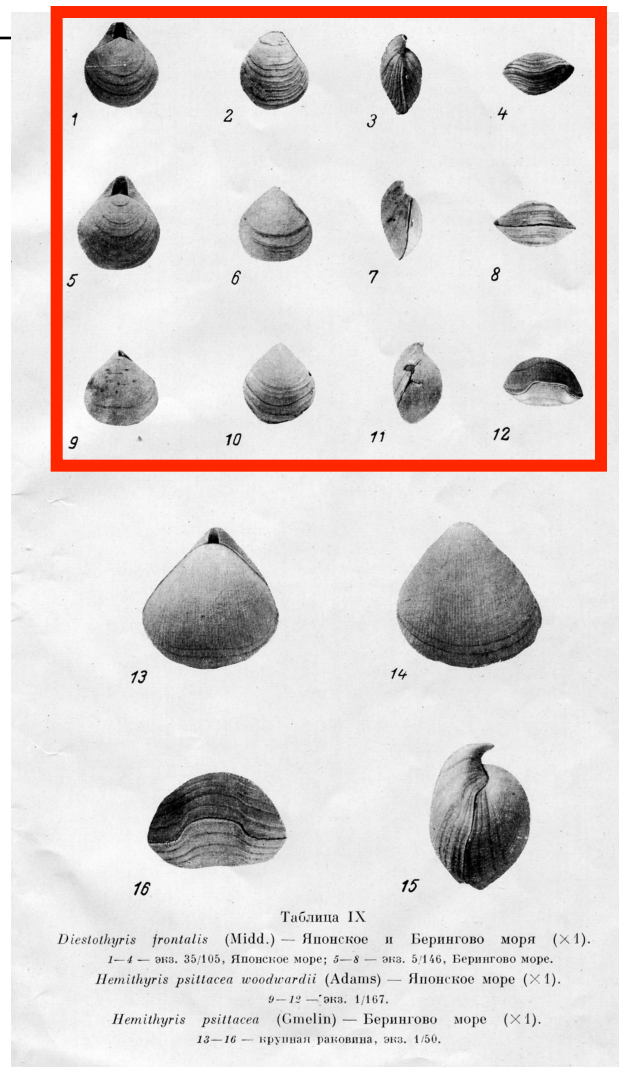 1 2 3 4
5 6 7 8
9 10 11 12
13 14
16 15
Таблица IX
Diestothyris frontalis (Midd.) — Японское и Берингово моря (×1).
1—4 — экз. 35/105, Японское море; 5—8 — экз. 5/146, Берингово море.
Hemithyris psittacea woodwardii (Adams) — Японское море (×1).
9—12 — экз. 1/167.
Hemithyris psittacea (Gmelin) — Берингово море (×1).
13—16 — крупная раковина, экз. 1/50.